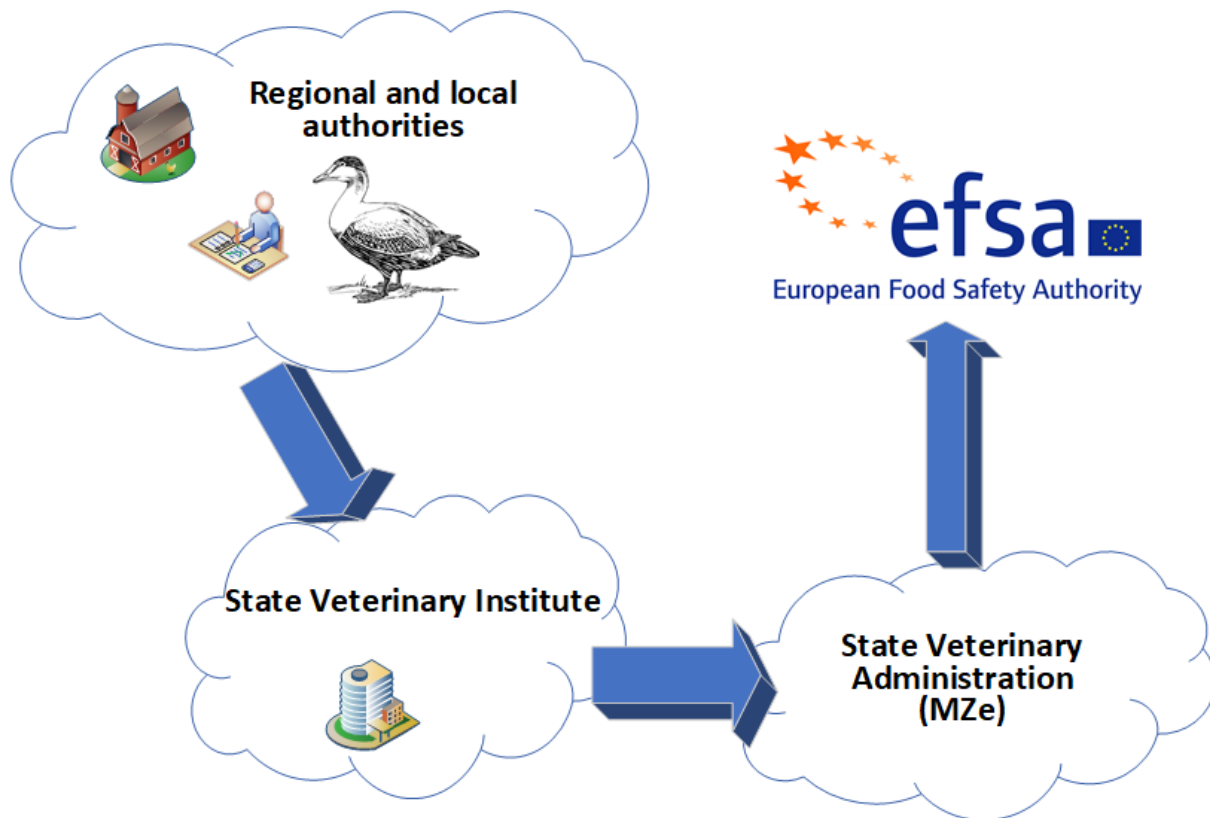 Regional and local
authorities
efsa
European Food Safety Authority
State Veterinary Institute
State Veterinary
Administration
(MZe)